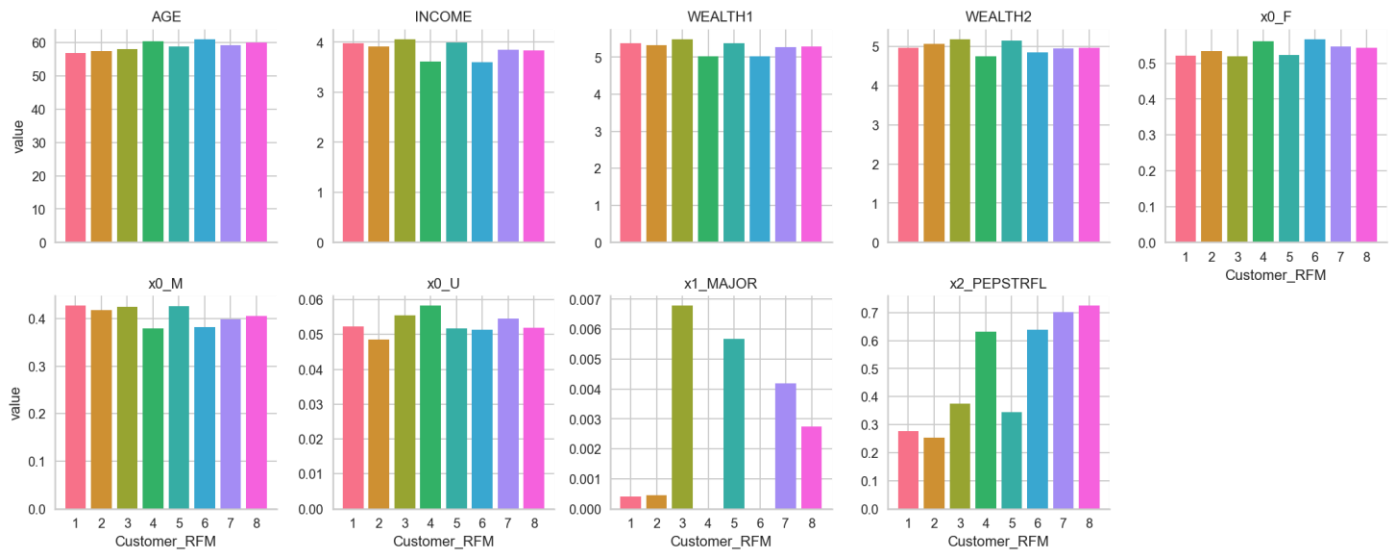 AGE
INCOME
WEALTH1
WEALTH2
x0_F
60
50
40
30
20
10
0
value
4
3
2
1
0
5
4
3
2
1
0
5
4
3
2
1
0
0.5
0.4
0.3
0.2
0.1
0.0
1 2 3 4 5 6 7 8
Customer_RFM
x0_M
x0_U
x1_MAJOR
x2_PEPSTRFL
0.4
0.3
0.2
0.1
0.0
value
1 2 3 4 5 6 7 8
Customer_RFM
0.06
0.05
0.04
0.03
0.02
0.01
0.00
1 2 3 4 5 6 7 8
Customer_RFM
0.007
0.006
0.005
0.004
0.003
0.002
0.001
0.000
1 2 3 4 5 6 7 8
Customer_RFM
0.7
0.6
0.5
0.4
0.3
0.2
0.1
0.0
1 2 3 4 5 6 7 8
Customer_RFM